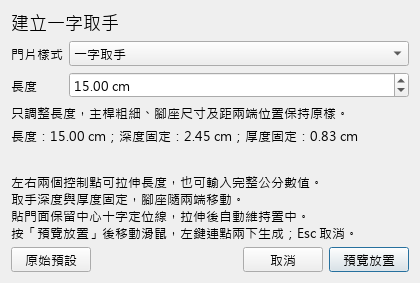 建立一字取手
門片樣式
一字取手
長度
15.00 cm
只調整長度，主桿粗細、腳座尺寸及距兩端位置保持原樣。
長度：15.00 cm；深度固定：2.45 cm；厚度固定：0.83 cm
左右兩個控制點可拉伸長度，也可輸入完整公分數值。
取手深度與厚度固定，腳座隨兩端移動。
貼門面保留中心十字定位線，拉伸後自動維持置中。
按「預覽放置」後移動滑鼠，左鍵連點兩下生成；Esc 取消。
原始預設
取消
預覽放置